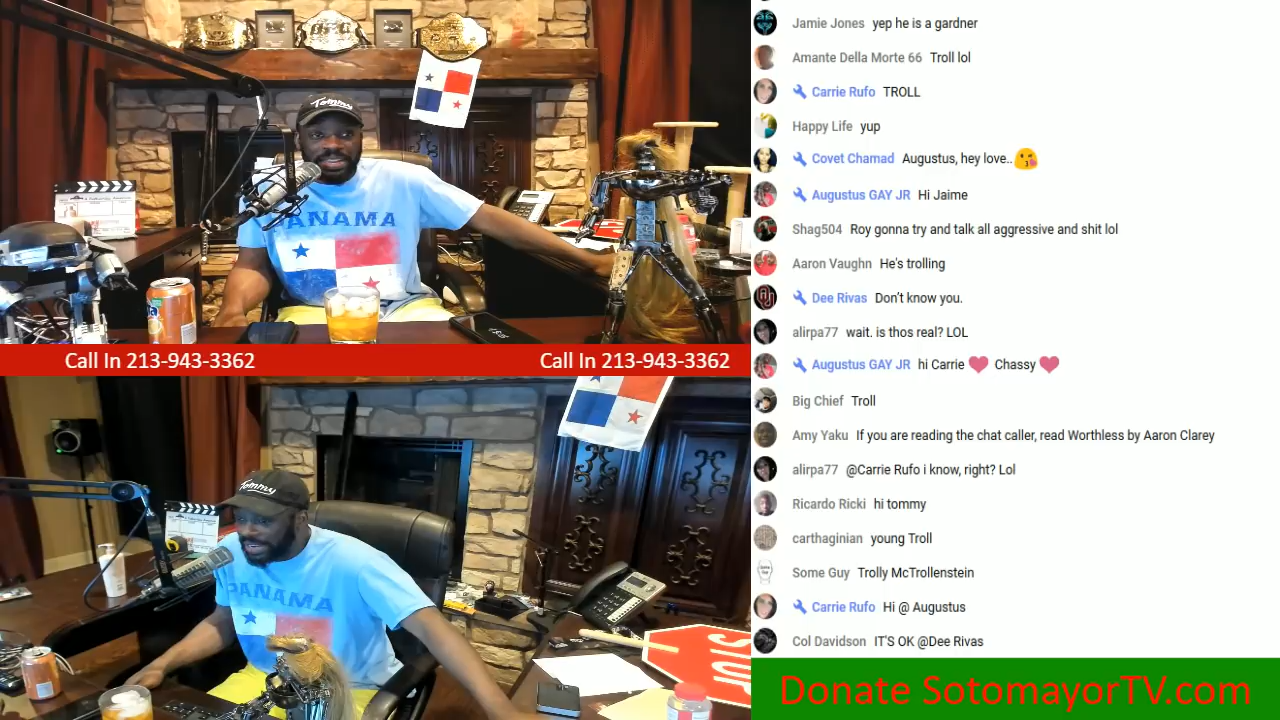 Tommy
PANAMA
Fanta
Call In 213-943-3362
Call In 213-943-3362
Tommy
PANAMA
STOP
Jamie Jones yep he is a gardner
Amante Della Morte 66 Troll lol
Carrie Rufo TROLL
Happy Life yup
Covet Chamad Augustus, hey love..😘
Augustus GAY JR Hi Jaime
Shag504 Roy gonna try and talk all aggressive and shit lol
Aaron Vaughn He's trolling
Dee Rivas Don't know you.
alirpa77 wait. is thos real? LOL
Augustus GAY JR hi Carrie ❤ Chassy ❤
Big Chief Troll
Amy Yaku If you are reading the chat caller, read Worthless by Aaron Clarey
alirpa77 @Carrie Rufo i know, right? Lol
Ricardo Ricki hi tommy
carthaginian young Troll
Some Guy Trolly McTrollenstein
Carrie Rufo Hi @ Augustus
Col Davidson IT'S OK @Dee Rivas
Donate SotomayorTV.com